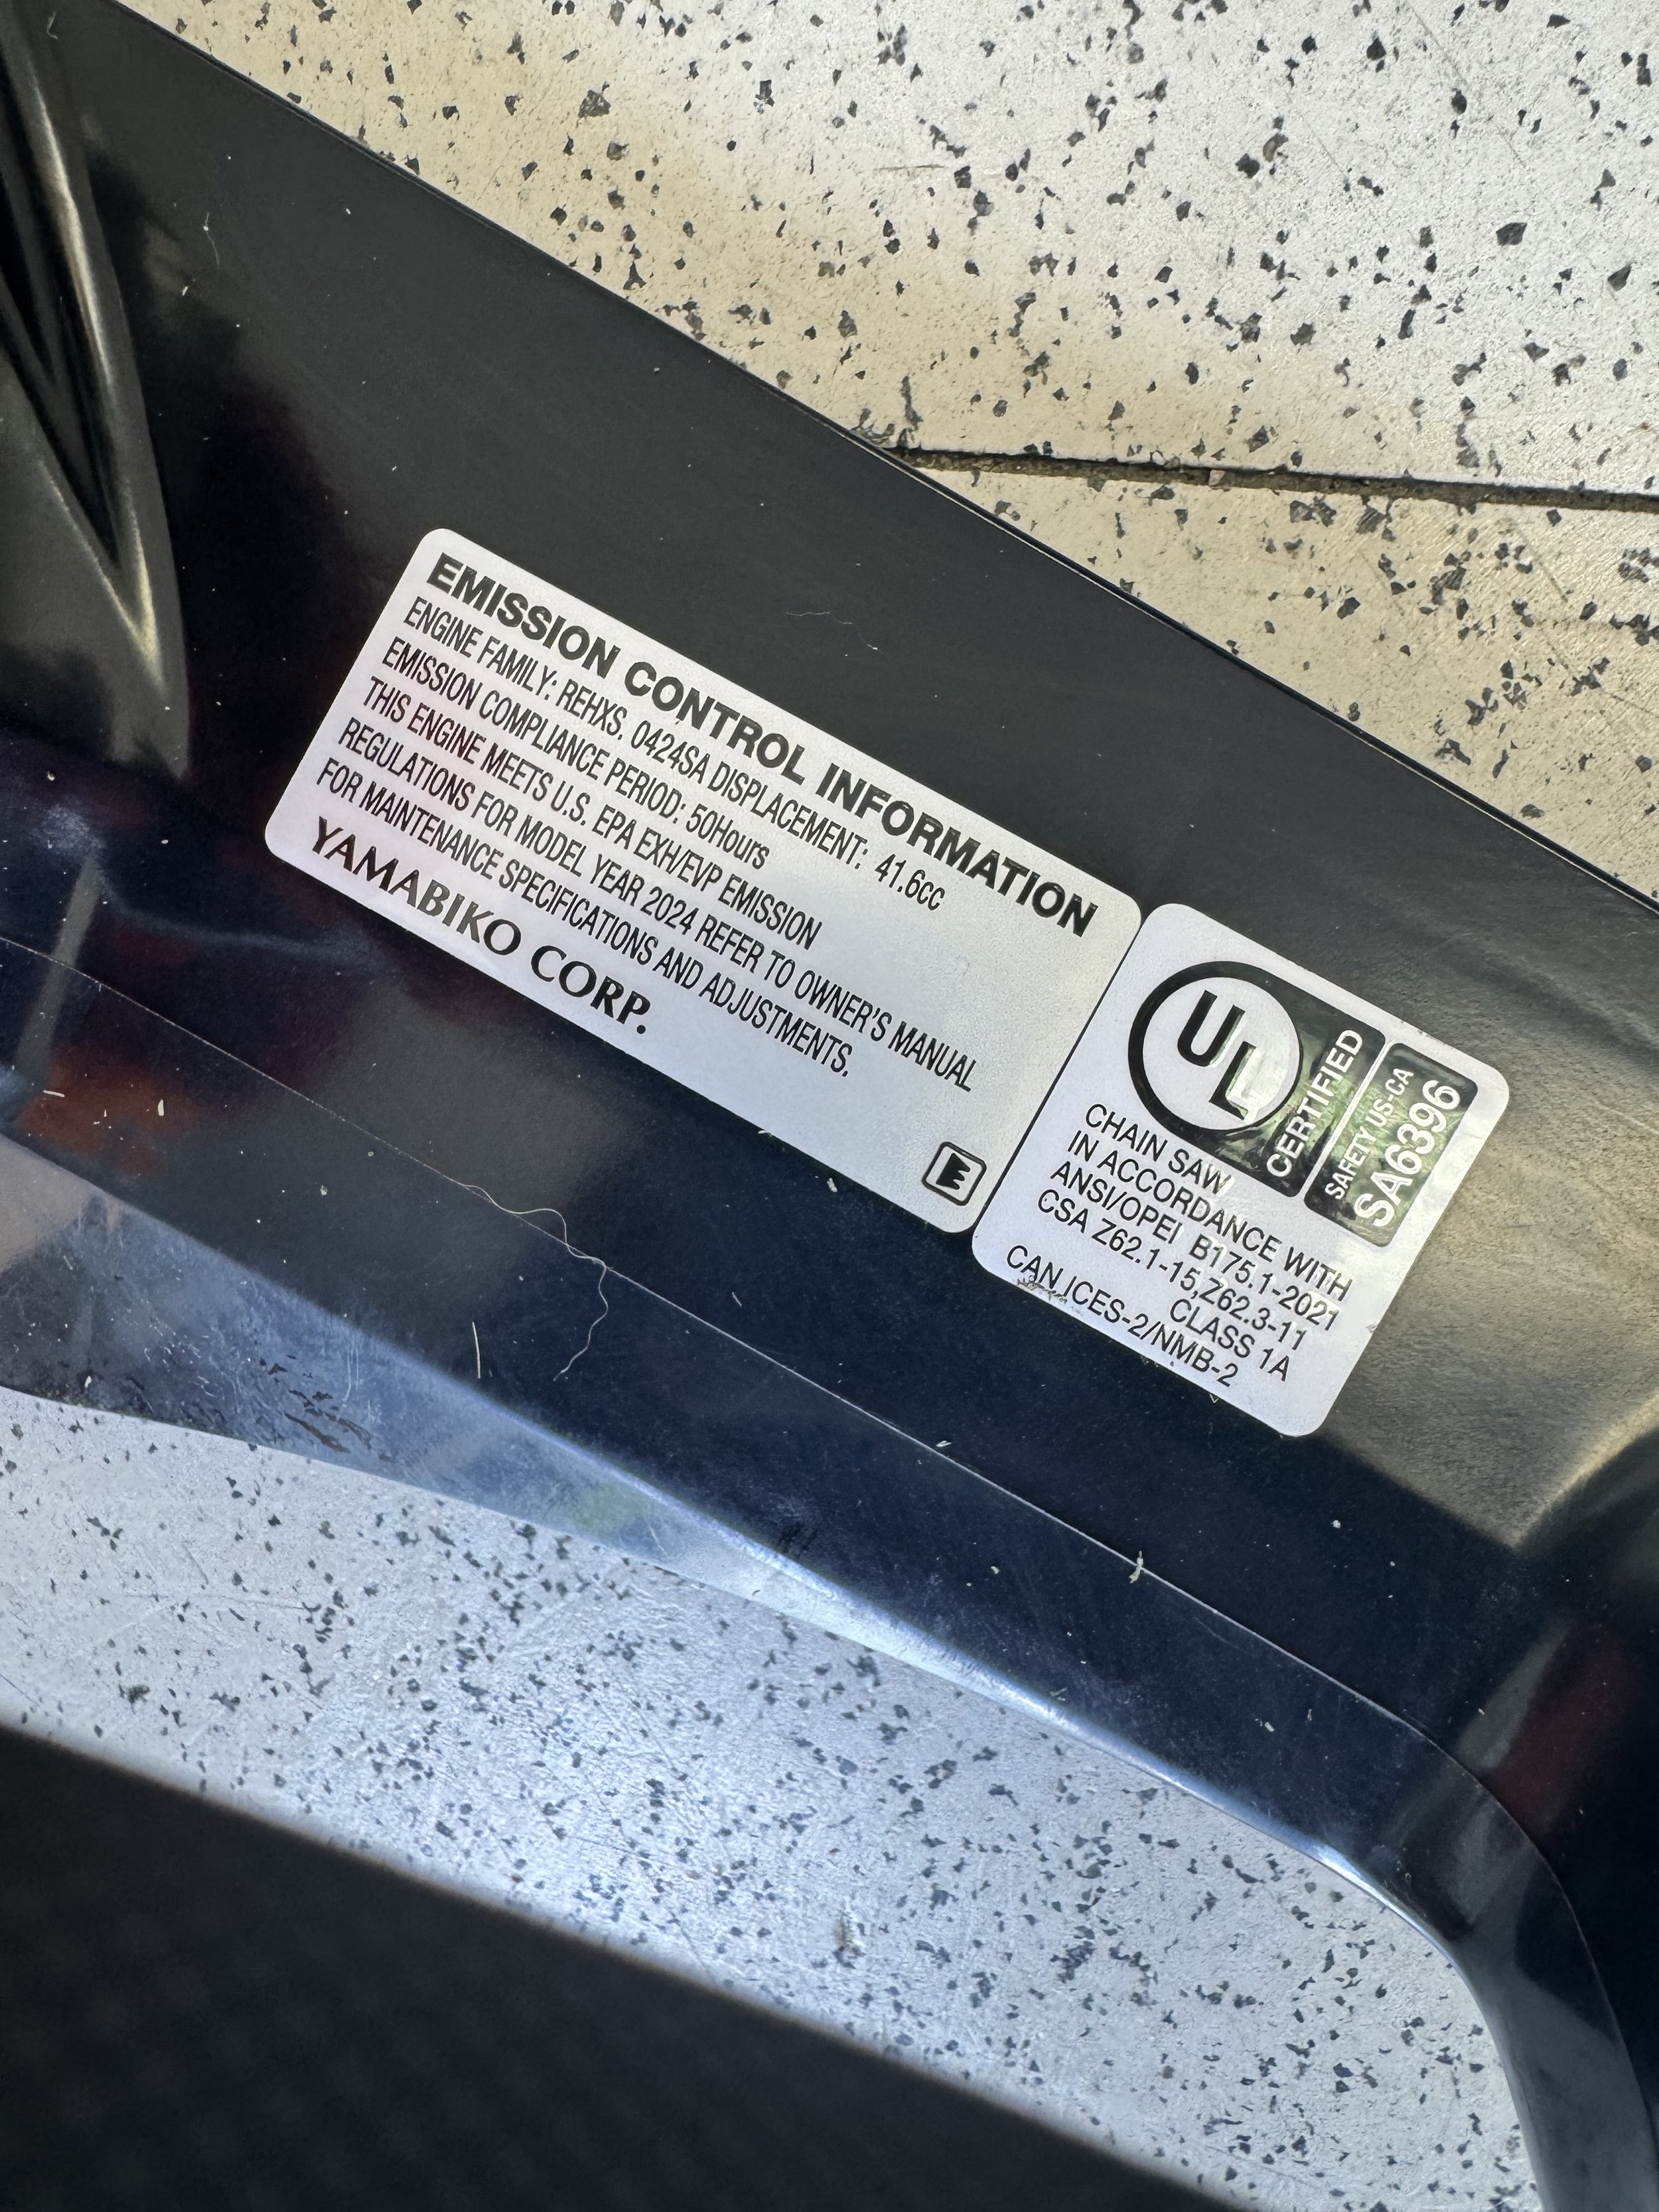 EMISSION CONTROL INFORMATION
ENGINE FAMILY: REHXS. 0424SA DISPLACEMENT: 41.6cc
EMISSION COMPLIANCE PERIOD: 50Hours
THIS ENGINE MEETS U.S. EPA EXH/EVP EMISSION
REGULATIONS FOR MODEL YEAR 2024 REFER TO OWNER'S MANUAL
FOR MAINTENANCE SPECIFICATIONS AND ADJUSTMENTS.
YAMABIKO CORP.
E
UL
CERTIFIED
SAFETY US-CA
SA6396
CHAIN SAW
IN ACCORDANCE WITH
ANSI/OPEI B175.1-2021
CSA Z62.1-15,Z62.3-11
CLASS 1A
CAN ICES-2/NMB-2